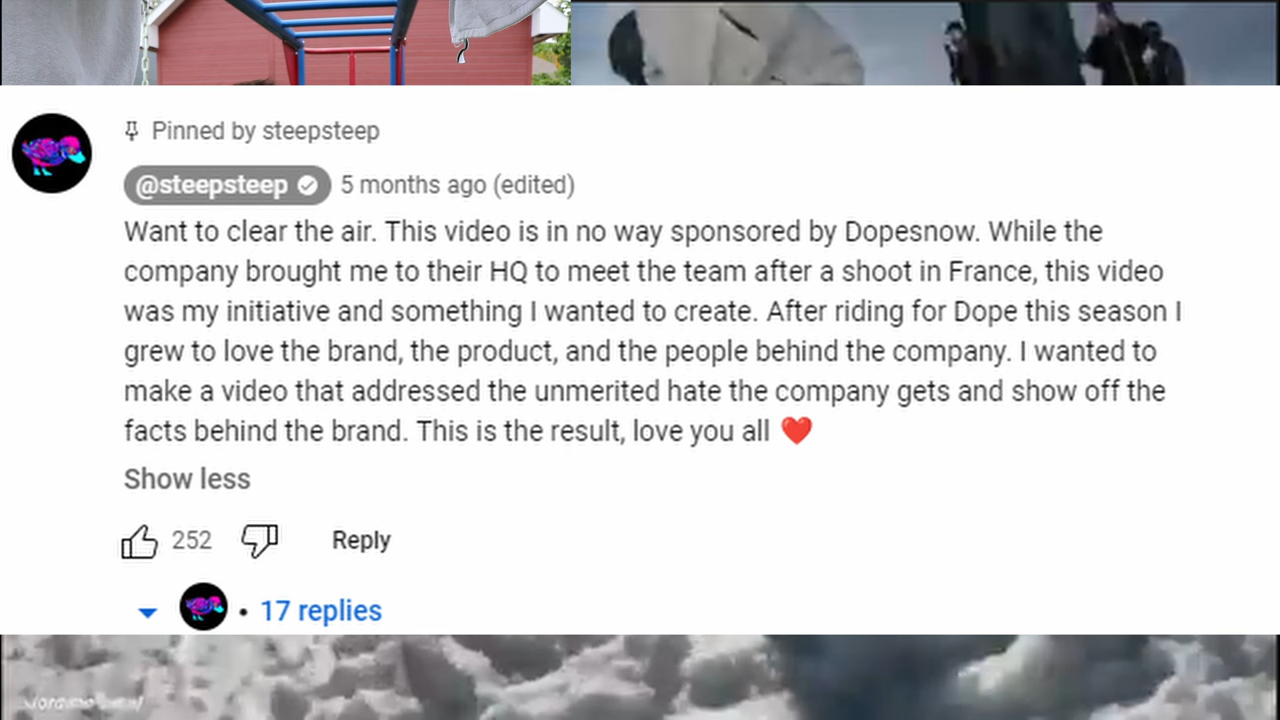 Pinned by steepsteep
@steepsteep 5 months ago (edited)
Want to clear the air. This video is in no way sponsored by Dopesnow. While the
company brought me to their HQ to meet the team after a shoot in France, this video
was my initiative and something I wanted to create. After riding for Dope this season I
grew to love the brand, the product, and the people behind the company. I wanted to
make a video that addressed the unmerited hate the company gets and show off the
facts behind the brand. This is the result, love you all ❤️
Show less
252 Reply
• 17 replies